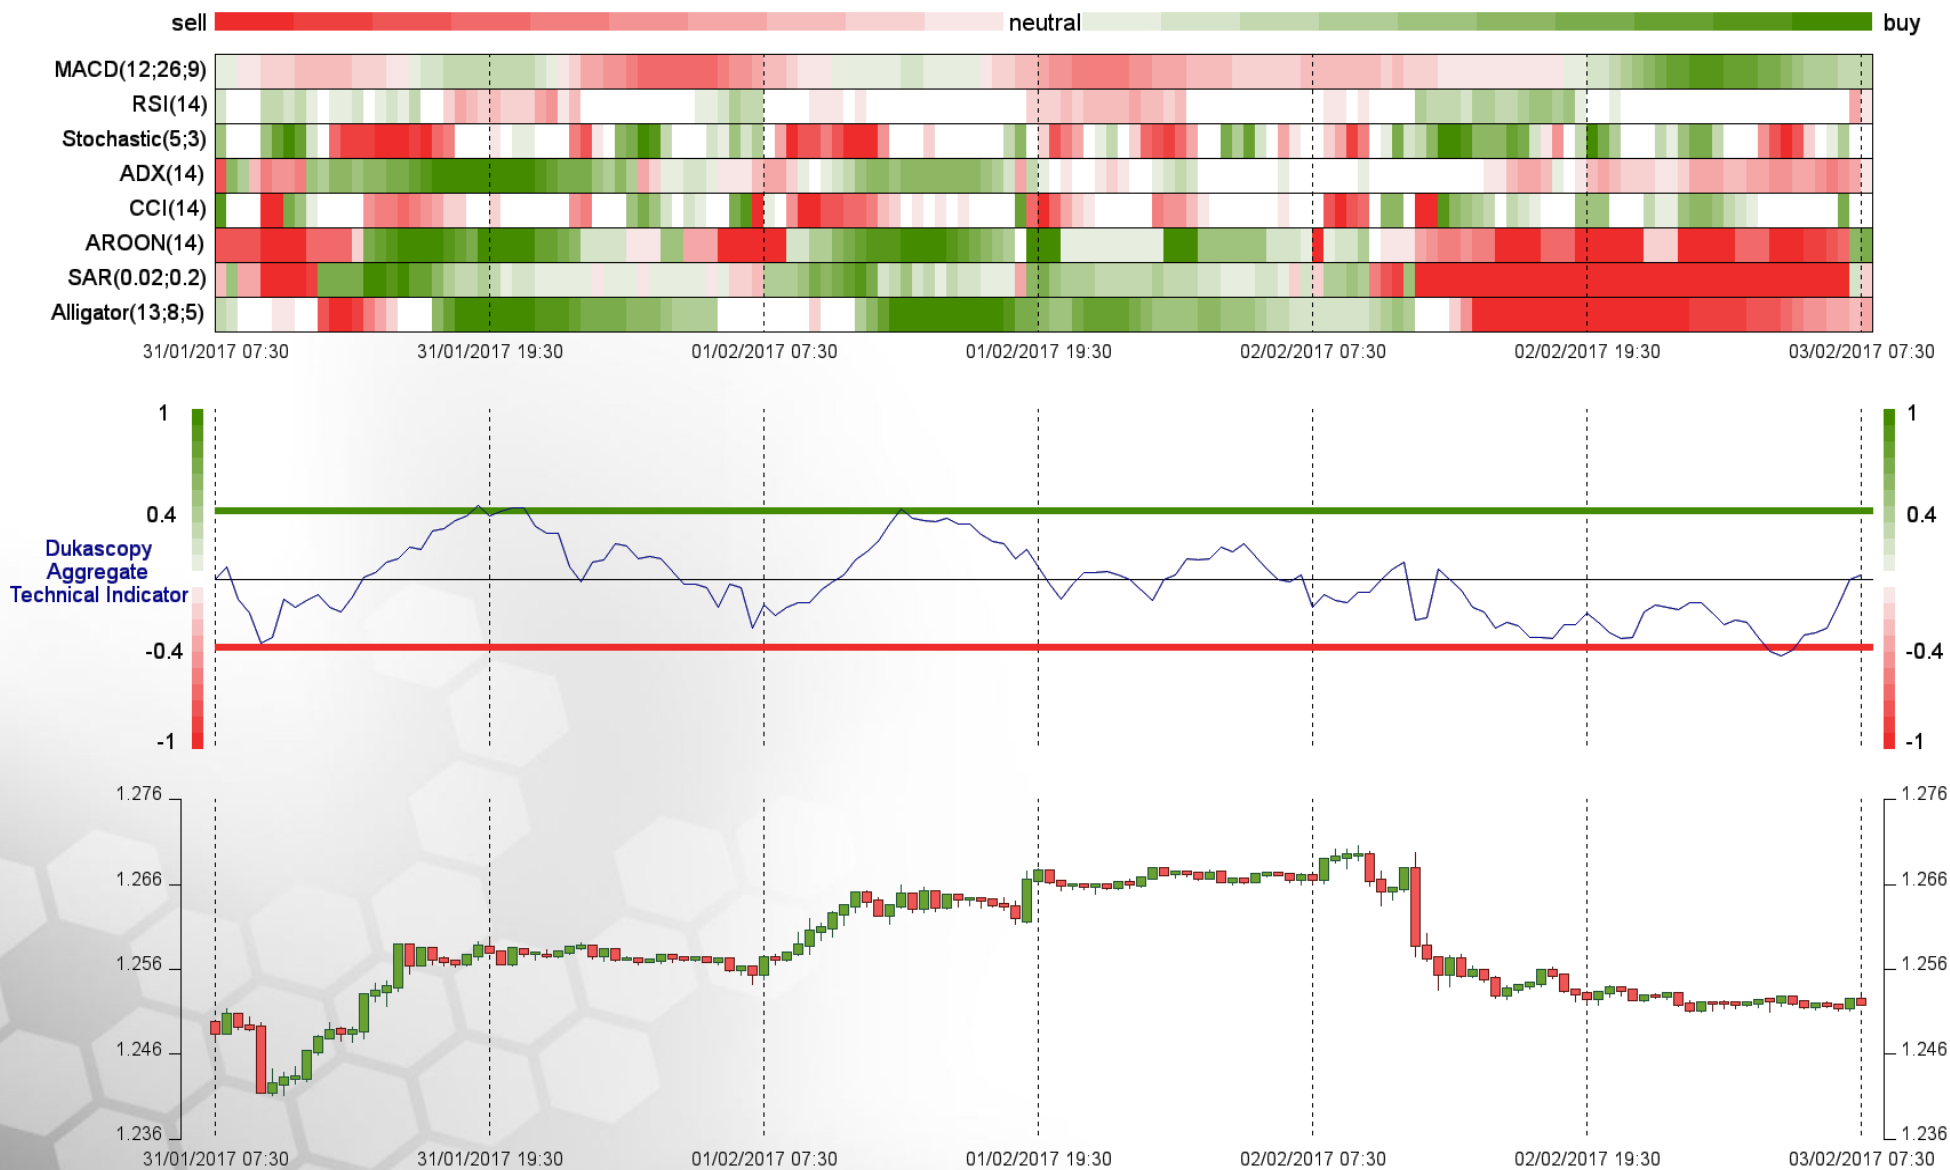 sell neutral buy
MACD(12;26;9)
RSI(14)
Stochastic(5;3)
ADX(14)
CCI(14)
AROON(14)
SAR(0.02;0.2)
Alligator(13;8;5)
31/01/2017 07:30 31/01/2017 19:30 01/02/2017 07:30 01/02/2017 19:30 02/02/2017 07:30 02/02/2017 19:30 03/02/2017 07:30
1 1
0.4 0.4
Dukascopy
Aggregate
Technical Indicator
-0.4 -0.4
-1 -1
1.276 1.276
1.266 1.266
1.256 1.256
1.246 1.246
1.236 1.236
31/01/2017 07:30 31/01/2017 19:30 01/02/2017 07:30 01/02/2017 19:30 02/02/2017 07:30 02/02/2017 19:30 03/02/2017 07:30